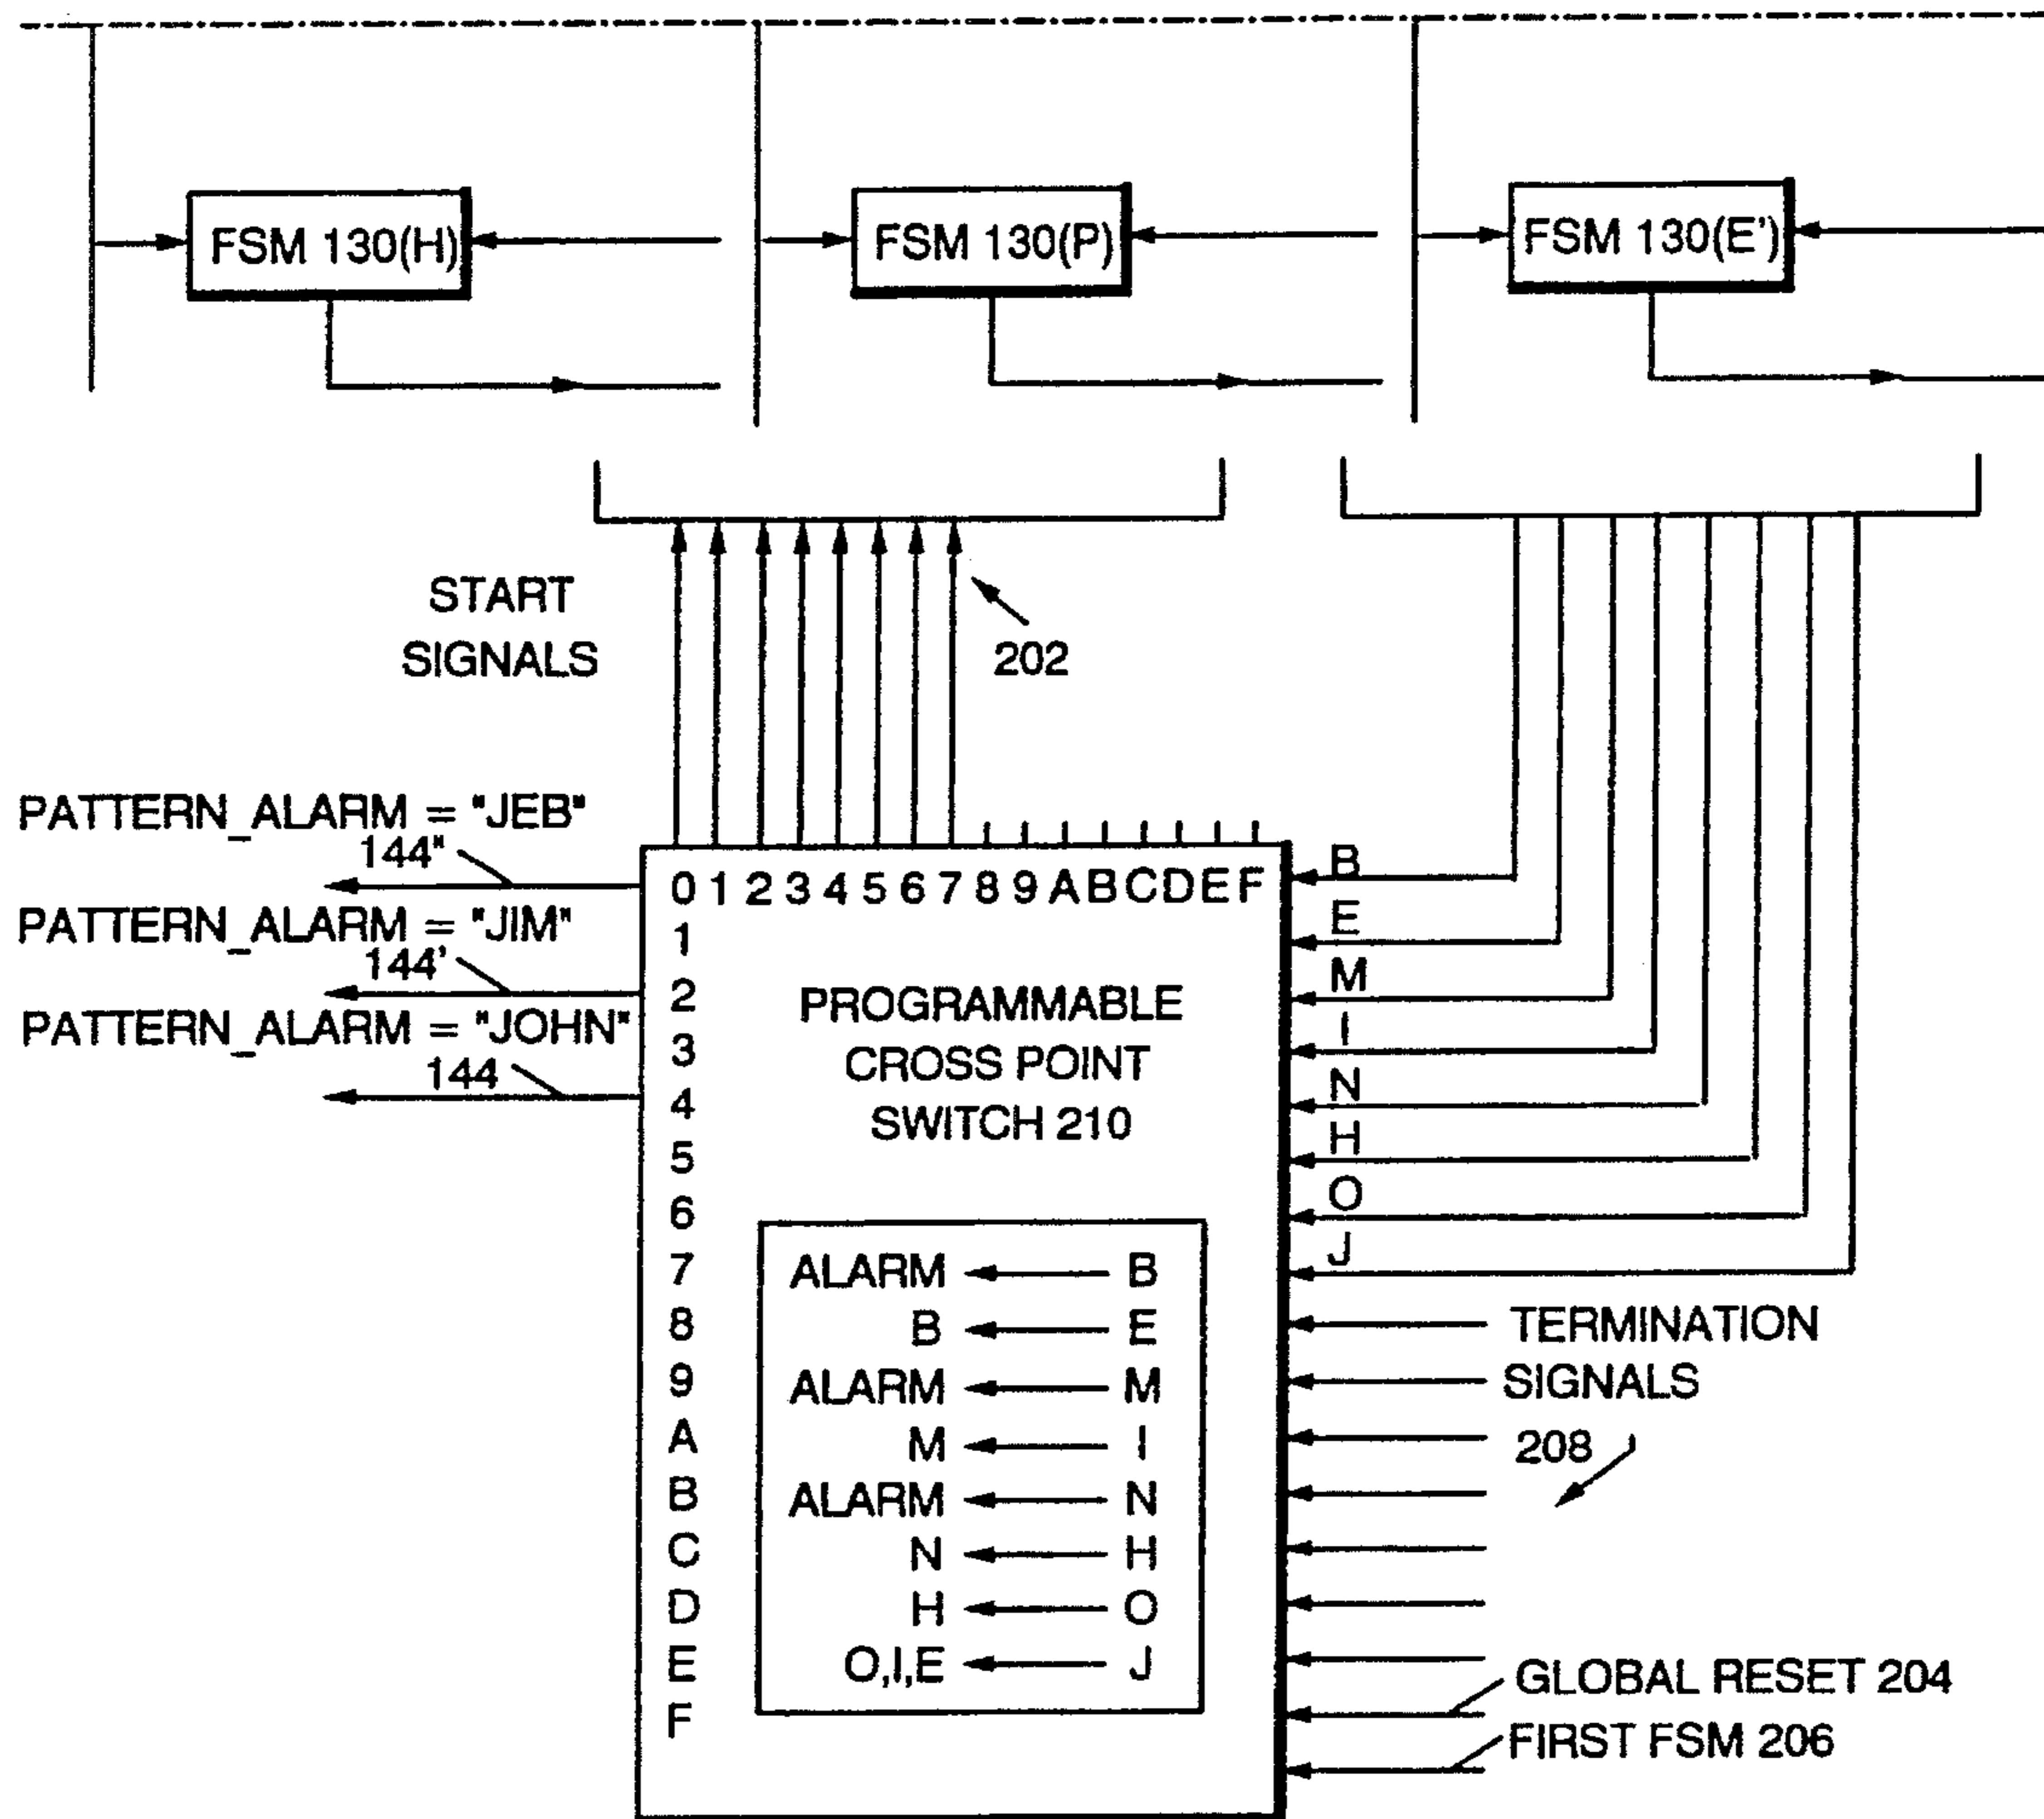 FSM 130(H)
FSM 130(P)
FSM 130(E')
START
SIGNALS
202
PATTERN_ALARM = "JEB"
144"
PATTERN_ALARM = "JIM"
144'
PATTERN_ALARM = "JOHN"
144
0 1 2 3 4 5 6 7 8 9 A B C D E F
1
2
3
4
5
6
7
8
9
A
B
C
D
E
F
PROGRAMMABLE
CROSS POINT
SWITCH 210
ALARM B
B E
ALARM M
M I
ALARM N
N H
H O
O,I,E J
B
E
M
I
N
H
O
J
TERMINATION
SIGNALS
208
GLOBAL RESET 204
FIRST FSM 206